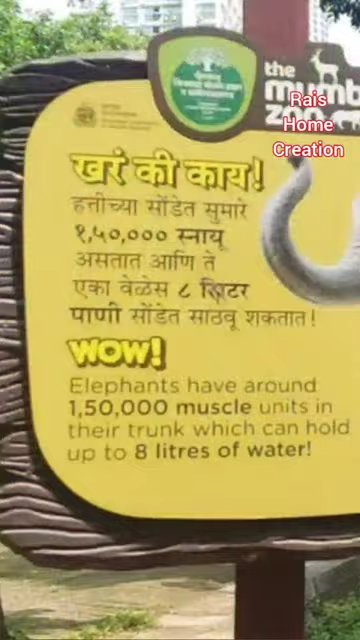 the
mumb
zoo
Rais
Home
Creation
खरं की काय!
हत्तीच्या सोंडेत सुमारे
१,५०,००० स्नायू
असतात आणि ते
एका वेळेस ८ लिटर
पाणी सोंडेत साठवू शकतात!
WOW!
Elephants have around
1,50,000 muscle units in
their trunk which can hold
up to 8 litres of water!